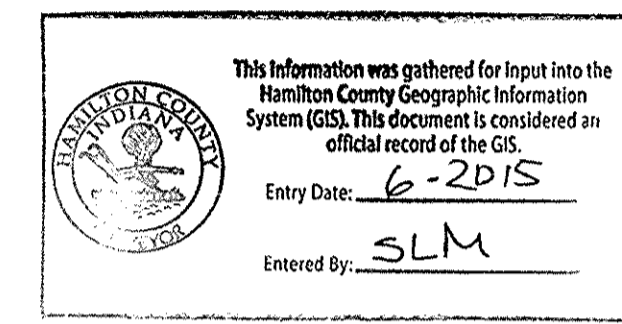 HAMILTON COUNTY
INDIANA
This information was gathered for input into the
Hamilton County Geographic Information
System (GIS). This document is considered an
official record of the GIS.
Entry Date: 6-2015
Entered By: SLM